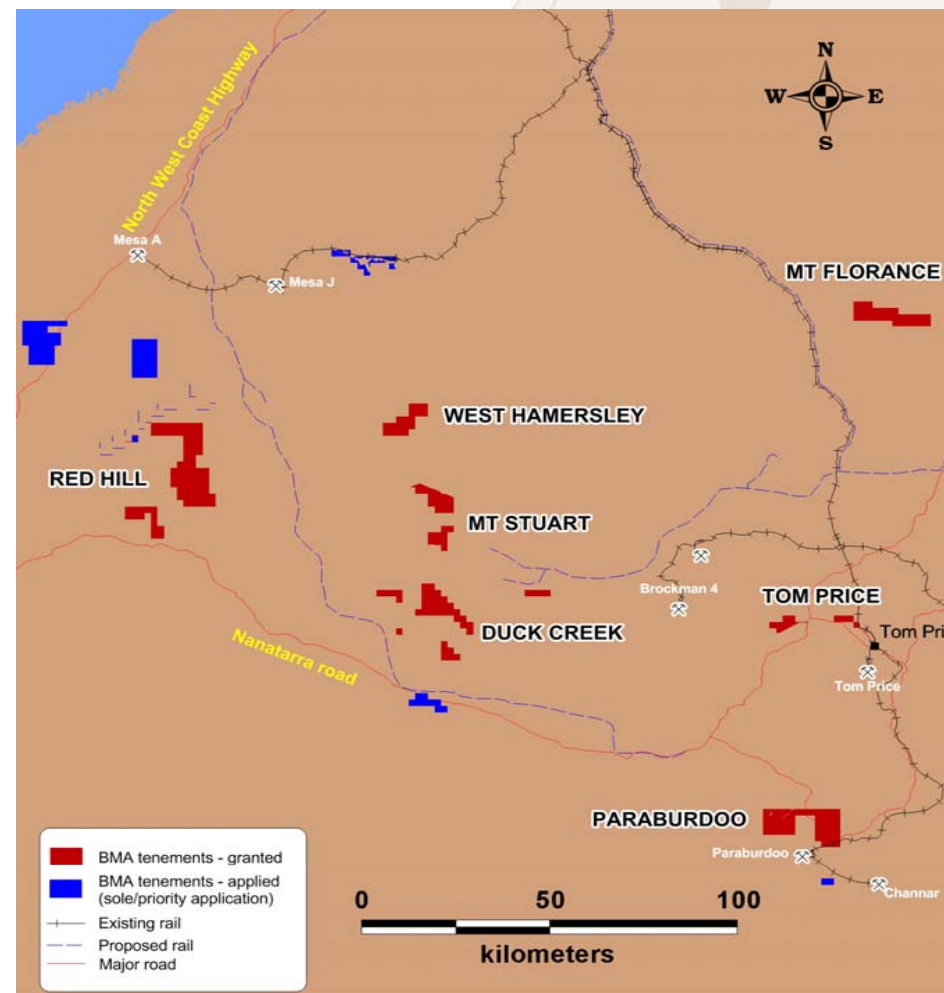 N
W E
S
North West Coast Highway
Mesa A
Mesa J
MT FLORANCE
WEST HAMERSLEY
RED HILL
MT STUART
Brockman 4
TOM PRICE
DUCK CREEK
Tom Pri
Nanatarra road
Tom Price
PARABURDOO
Paraburdoo
Channar
BMA tenements - granted
BMA tenements - applied
(sole/priority application)
Existing rail
Proposed rail
Major road
0 50 100
kilometers